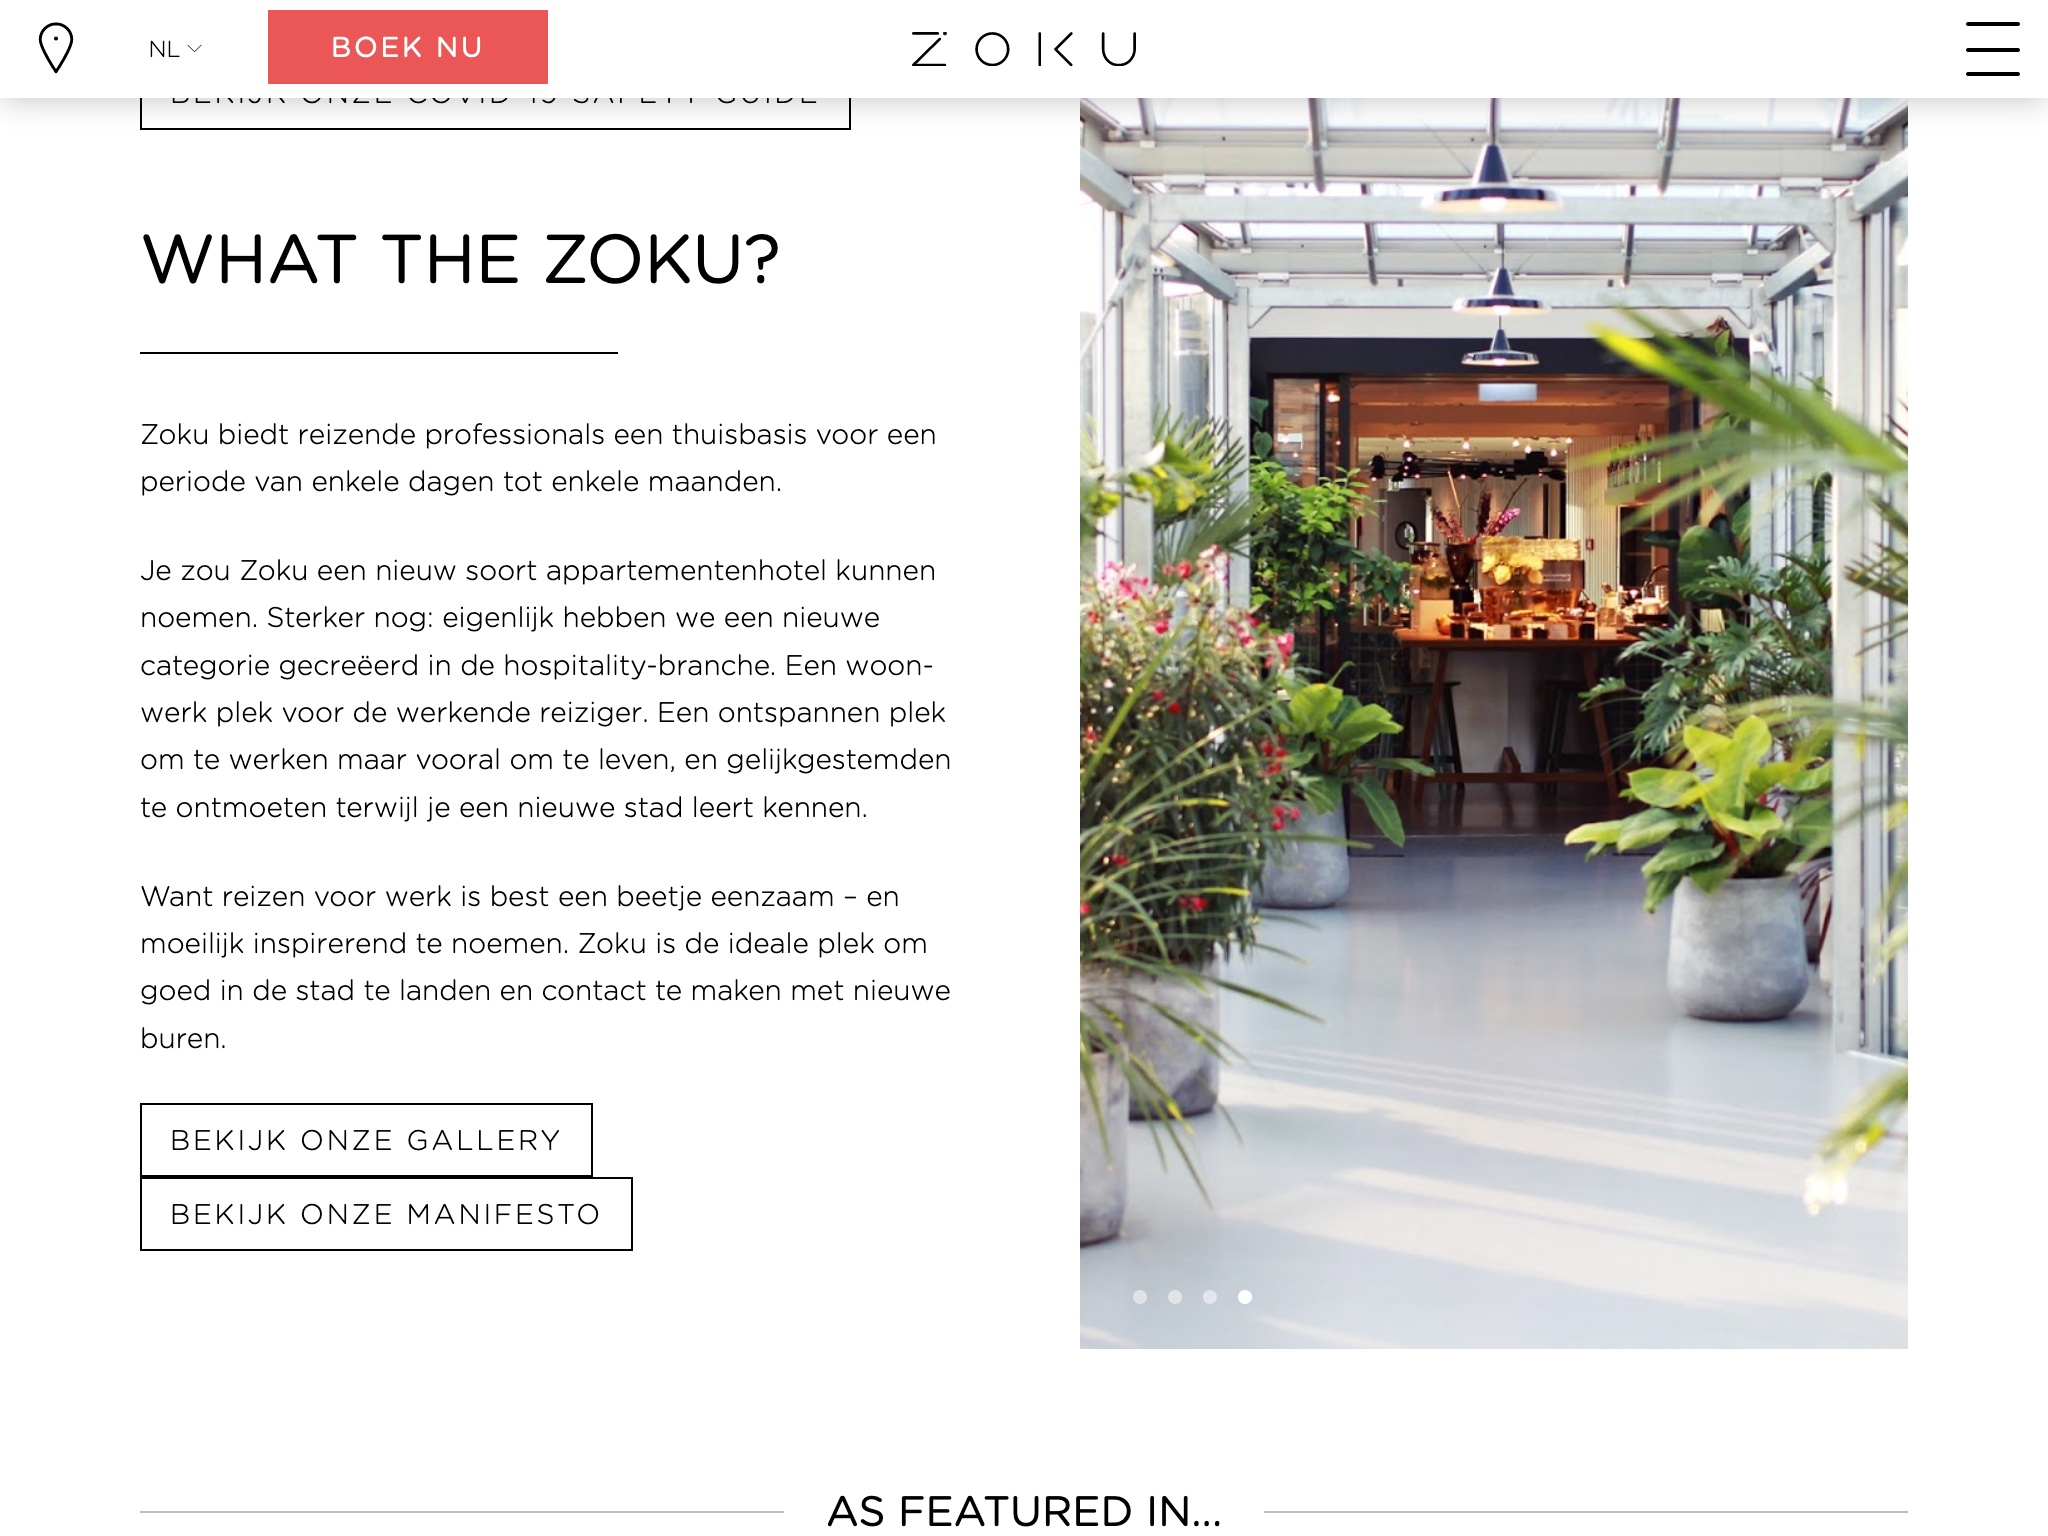 NL
BOEK NU
ZOKU
BEKIJK ONZE COVID-19 SAFETY GUIDE
WHAT THE ZOKU?
Zoku biedt reizende professionals een thuisbasis voor een
periode van enkele dagen tot enkele maanden.
Je zou Zoku een nieuw soort appartementenhotel kunnen
noemen. Sterker nog: eigenlijk hebben we een nieuwe
categorie gecreëerd in de hospitality-branche. Een woon-
werk plek voor de werkende reiziger. Een ontspannen plek
om te werken maar vooral om te leven, en gelijkgestemden
te ontmoeten terwijl je een nieuwe stad leert kennen.
Want reizen voor werk is best een beetje eenzaam – en
moeilijk inspirerend te noemen. Zoku is de ideale plek om
goed in de stad te landen en contact te maken met nieuwe
buren.
BEKIJK ONZE GALLERY
BEKIJK ONZE MANIFESTO
AS FEATURED IN...